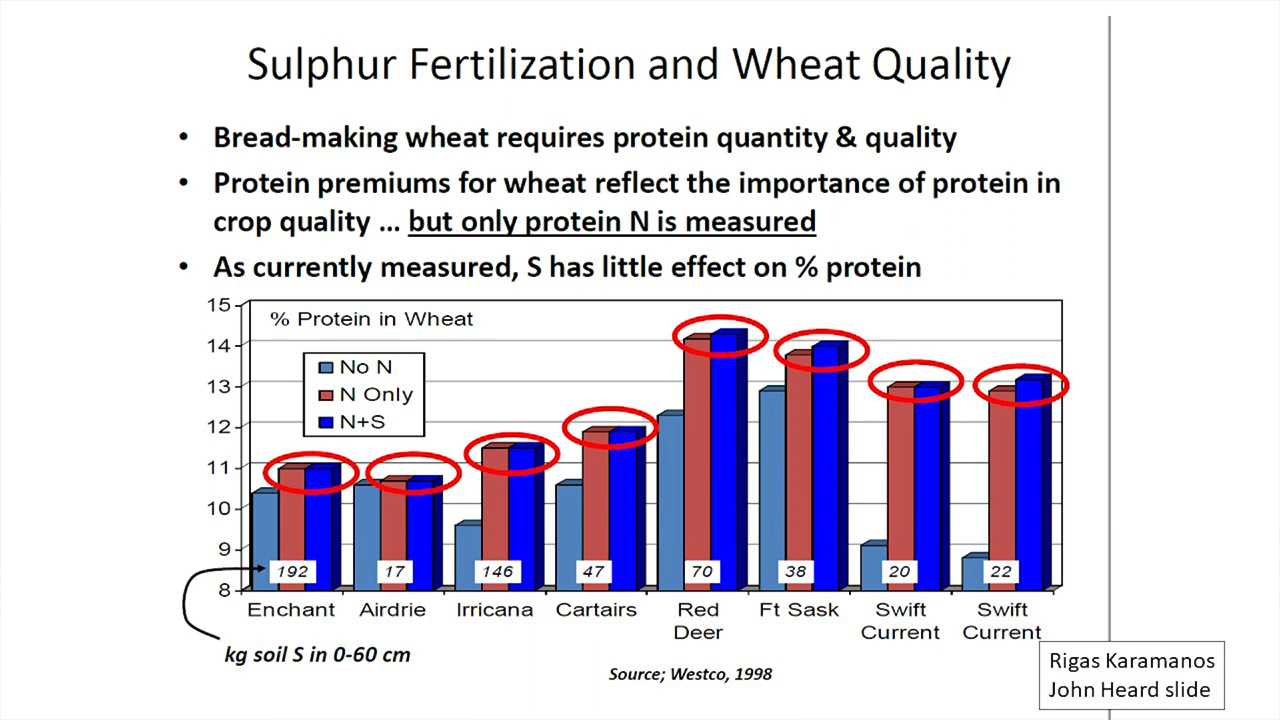 Sulphur Fertilization and Wheat Quality
• Bread-making wheat requires protein quantity & quality
• Protein premiums for wheat reflect the importance of protein in
crop quality ... but only protein N is measured
• As currently measured, S has little effect on % protein
% Protein in Wheat
No N
N Only
N+S
15
14
13
12
11
10
9
8
192
17
146
47
70
38
20
22
Enchant
Airdrie
Irricana
Cartairs
Red
Deer
Ft Sask
Swift
Current
Swift
Current
kg soil S in 0-60 cm
Source; Westco, 1998
Rigas Karamanos
John Heard slide